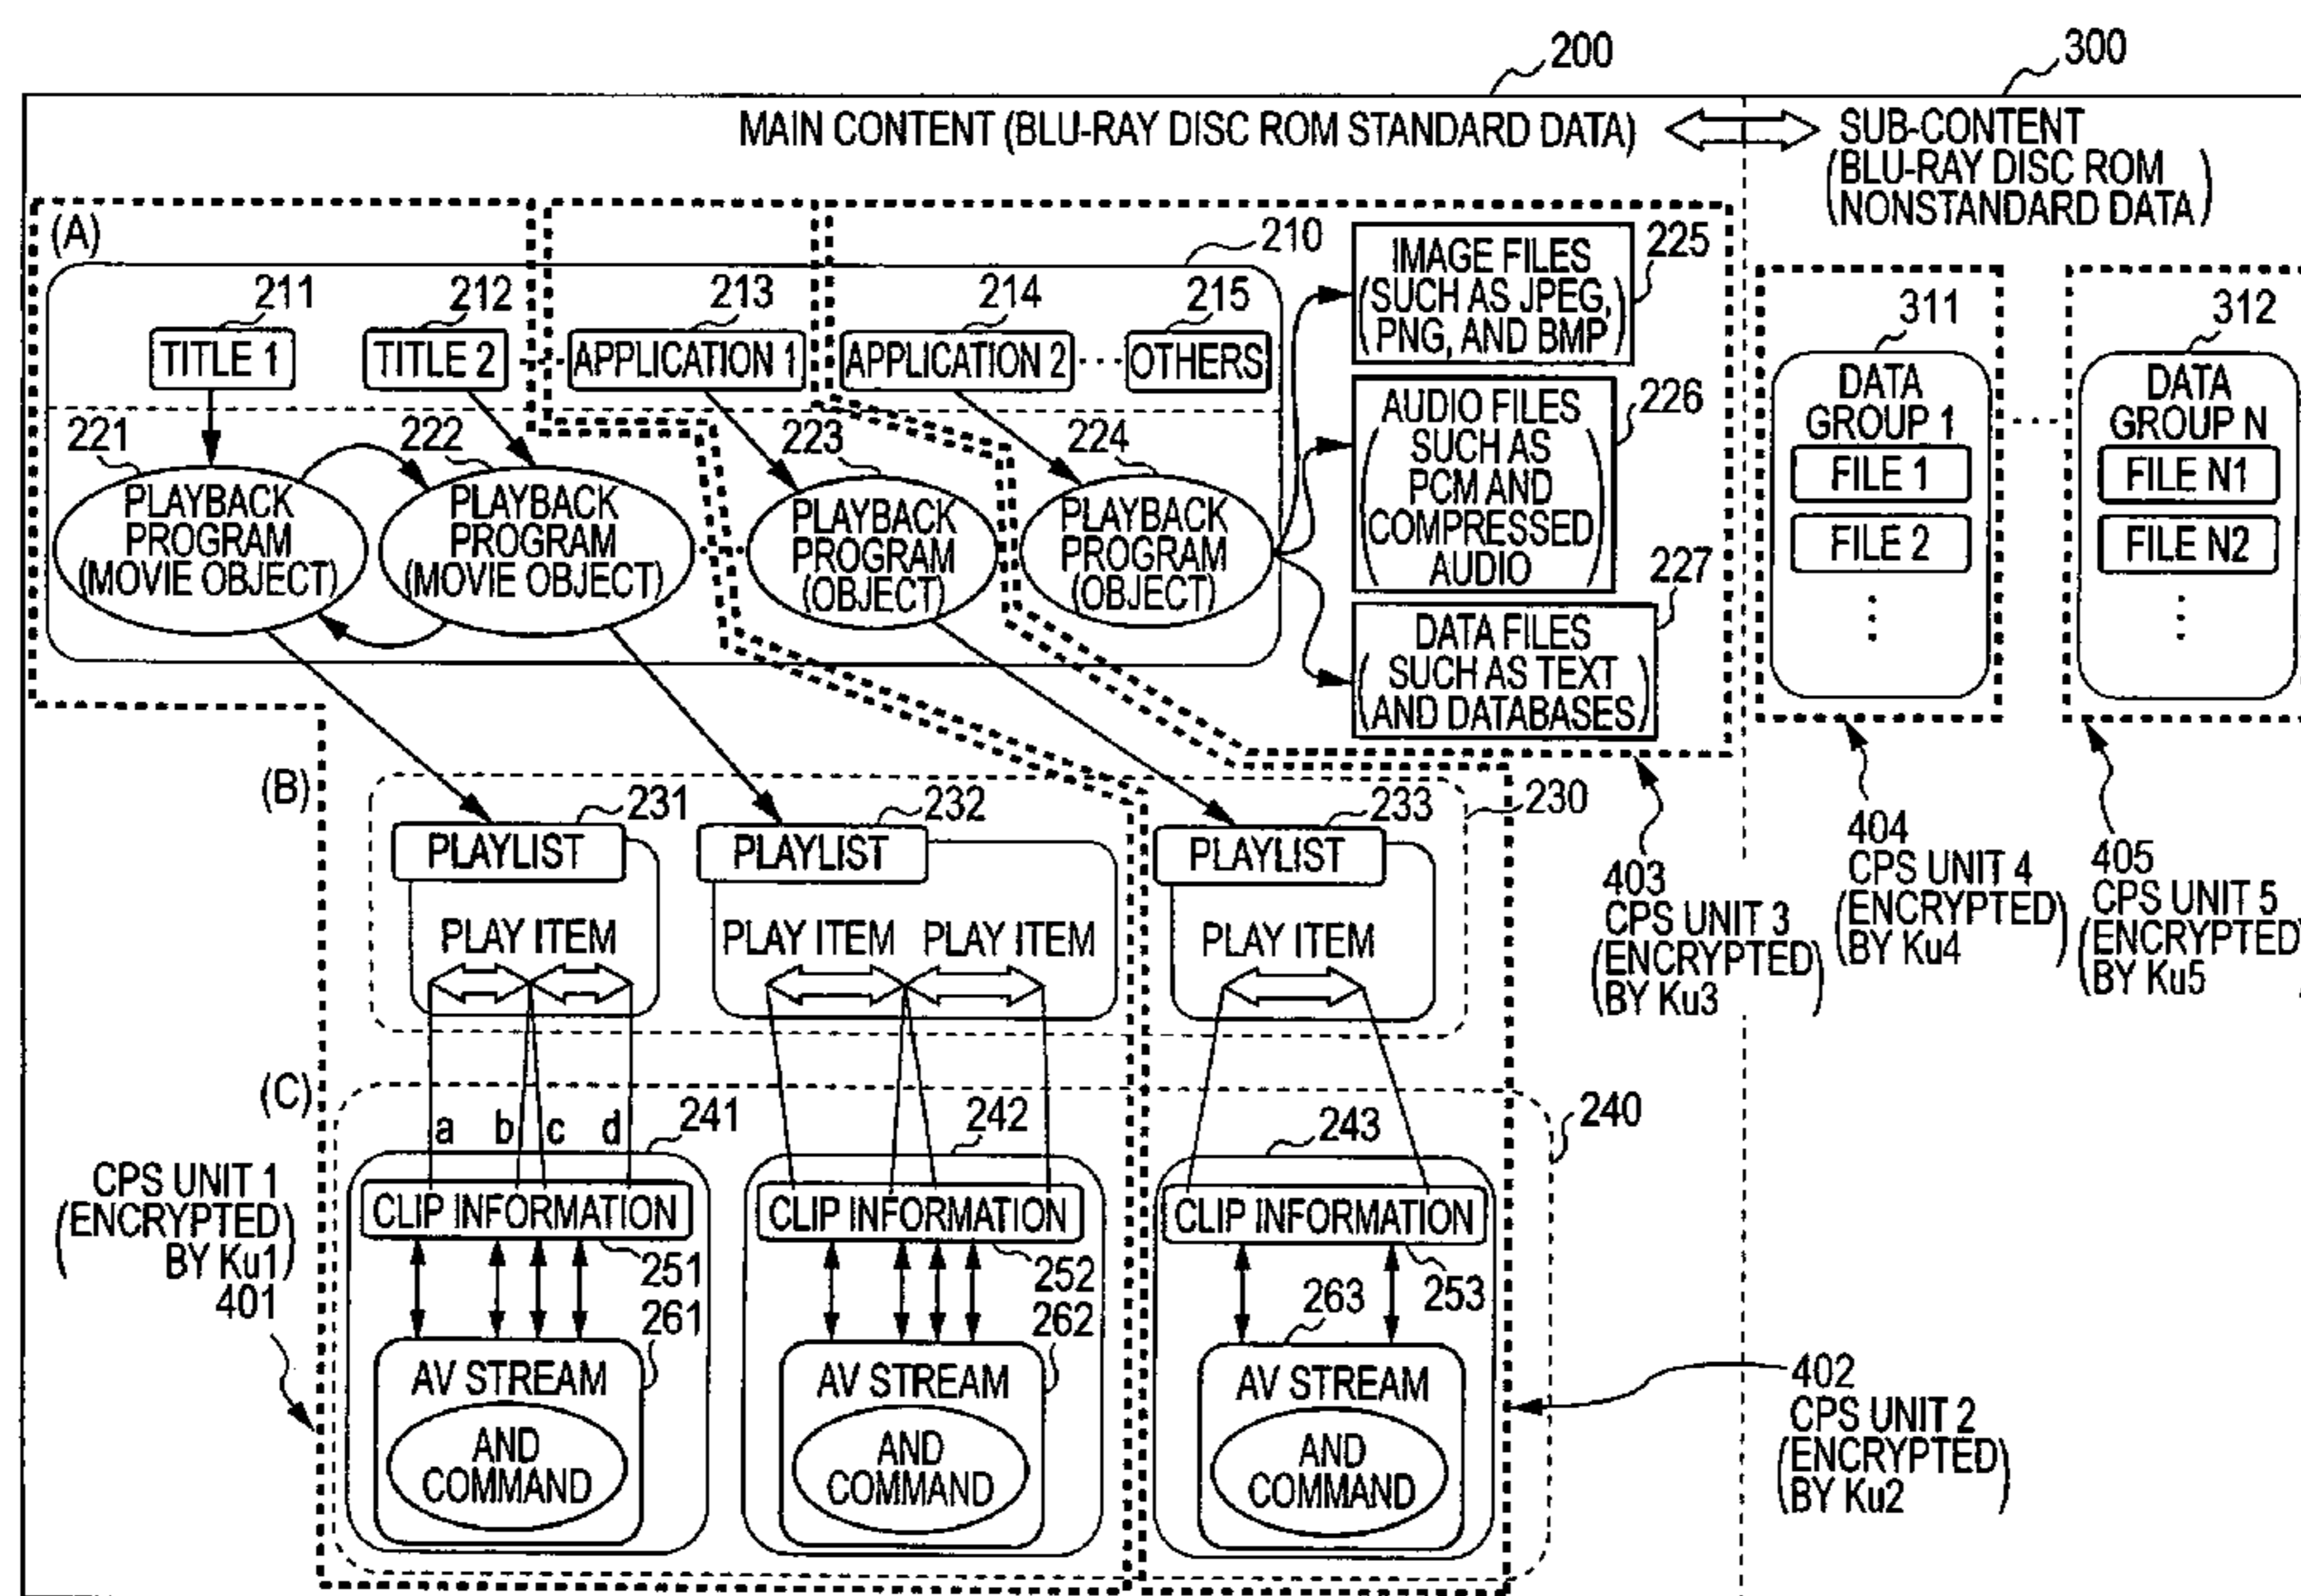 200
300
MAIN CONTENT (BLU-RAY DISC ROM STANDARD DATA)
SUB-CONTENT
(BLU-RAY DISC ROM
NONSTANDARD DATA)
(A)
210
211
212
213
214
215
TITLE 1
TITLE 2
APPLICATION 1
APPLICATION 2
OTHERS
IMAGE FILES
(SUCH AS JPEG,
PNG, AND BMP)
225
AUDIO FILES
(SUCH AS
PCM AND
COMPRESSED
AUDIO)
226
DATA FILES
(SUCH AS TEXT
AND DATABASES)
227
221
222
223
224
PLAYBACK
PROGRAM
(MOVIE OBJECT)
PLAYBACK
PROGRAM
(MOVIE OBJECT)
PLAYBACK
PROGRAM
(OBJECT)
PLAYBACK
PROGRAM
(OBJECT)
311
DATA
GROUP 1
FILE 1
FILE 2
312
DATA
GROUP N
FILE N1
FILE N2
(B)
230
231
232
233
PLAYLIST
PLAYLIST
PLAYLIST
PLAY ITEM
PLAY ITEM
PLAY ITEM
PLAY ITEM
403
CPS UNIT 3
(ENCRYPTED
BY Ku3)
404
CPS UNIT 4
(ENCRYPTED
BY Ku4)
405
CPS UNIT 5
(ENCRYPTED
BY Ku5
(C)
240
a b c d
241
242
243
CLIP INFORMATION
CLIP INFORMATION
CLIP INFORMATION
251
252
253
261
262
263
AV STREAM
AND
COMMAND
AV STREAM
AND
COMMAND
AV STREAM
AND
COMMAND
CPS UNIT 1
(ENCRYPTED
BY Ku1)
401
402
CPS UNIT 2
(ENCRYPTED
BY Ku2)